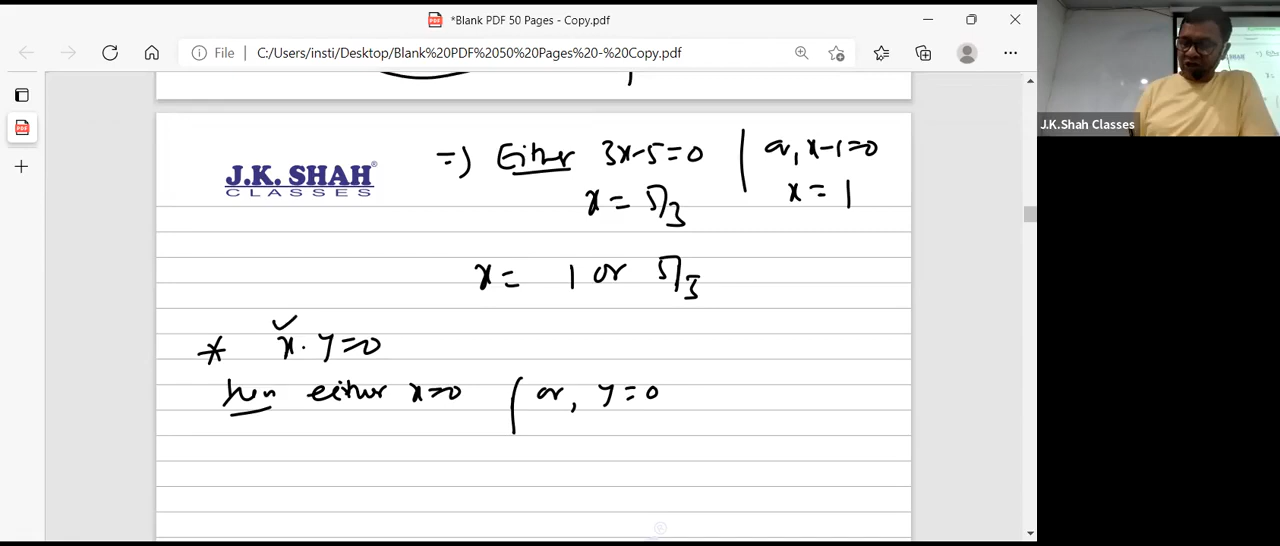 *Blank PDF 50 Pages - Copy.pdf
File | C:/Users/insti/Desktop/Blank%20PDF%2050%20Pages%20-%20Copy.pdf
J.K.Shah Classes
J.K. SHAH®
CLASSES
=) Either 3x-5=0 | or, x-1=0
x = 5/3 x = 1
x = 1 or 5/3
* x. y=0
then either x=0 | or, y=0